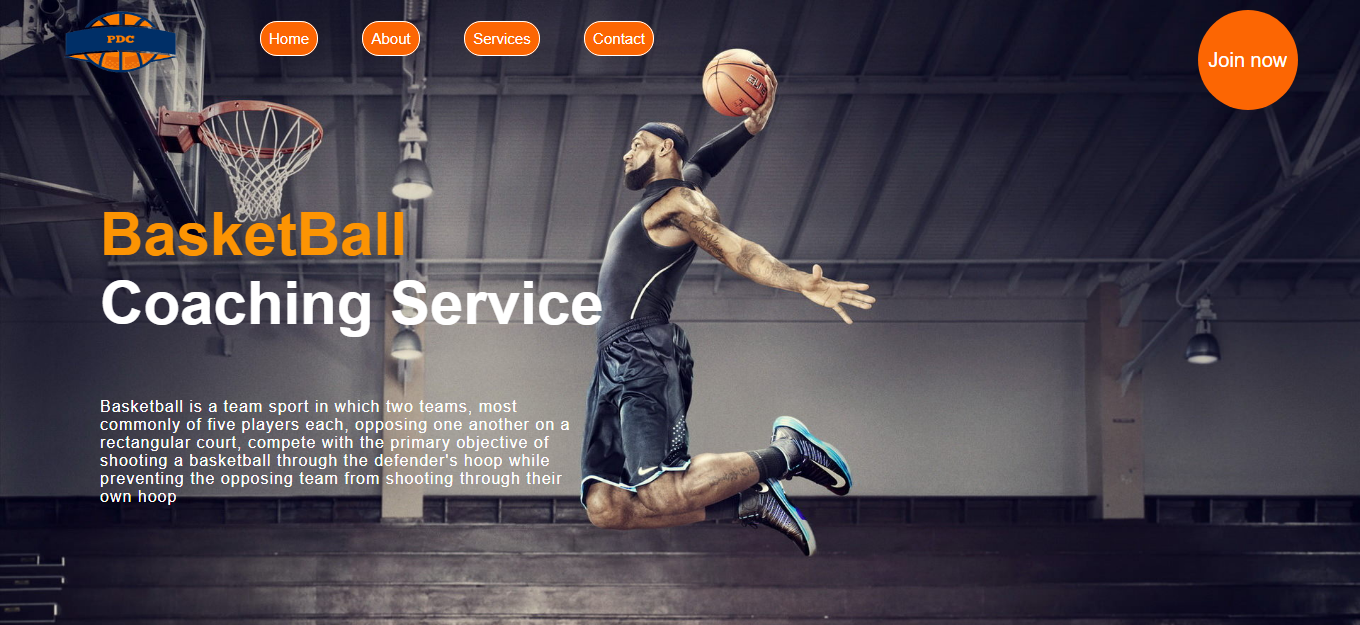 PDC
Home
About
Services
Contact
Join now
BasketBall
Coaching Service
Basketball is a team sport in which two teams, most
commonly of five players each, opposing one another on a
rectangular court, compete with the primary objective of
shooting a basketball through the defender's hoop while
preventing the opposing team from shooting through their
own hoop